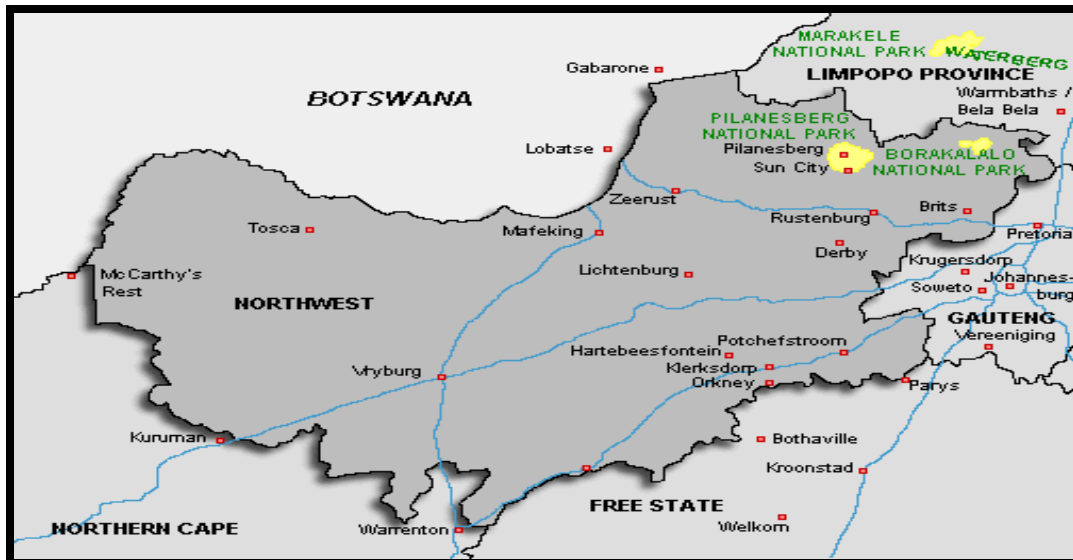 MARAKELE
NATIONAL PARK
WATERBERG
LIMPOPO PROVINCE
Gabarone
BOTSWANA
Warmbaths /
Bela Bela
PILANESBERG
NATIONAL PARK
Pilanesberg
Sun City
BORAKALALO
NATIONAL PARK
Lobatse
Zeerust
Rustenburg
Brits
Tosca
Mafeking
Pretoria
Derby
McCarthy's
Rest
Lichtenburg
Krugersdorp
Soweto
Johannes-
burg
NORTHWEST
GAUTENG
Vereeniging
Potchefstroom
Hartebeesfontein
Klerksdorp
Orkney
Vryburg
Parys
Kuruman
Bothaville
Kroonstad
FREE STATE
Welkom
NORTHERN CAPE
Warrenton